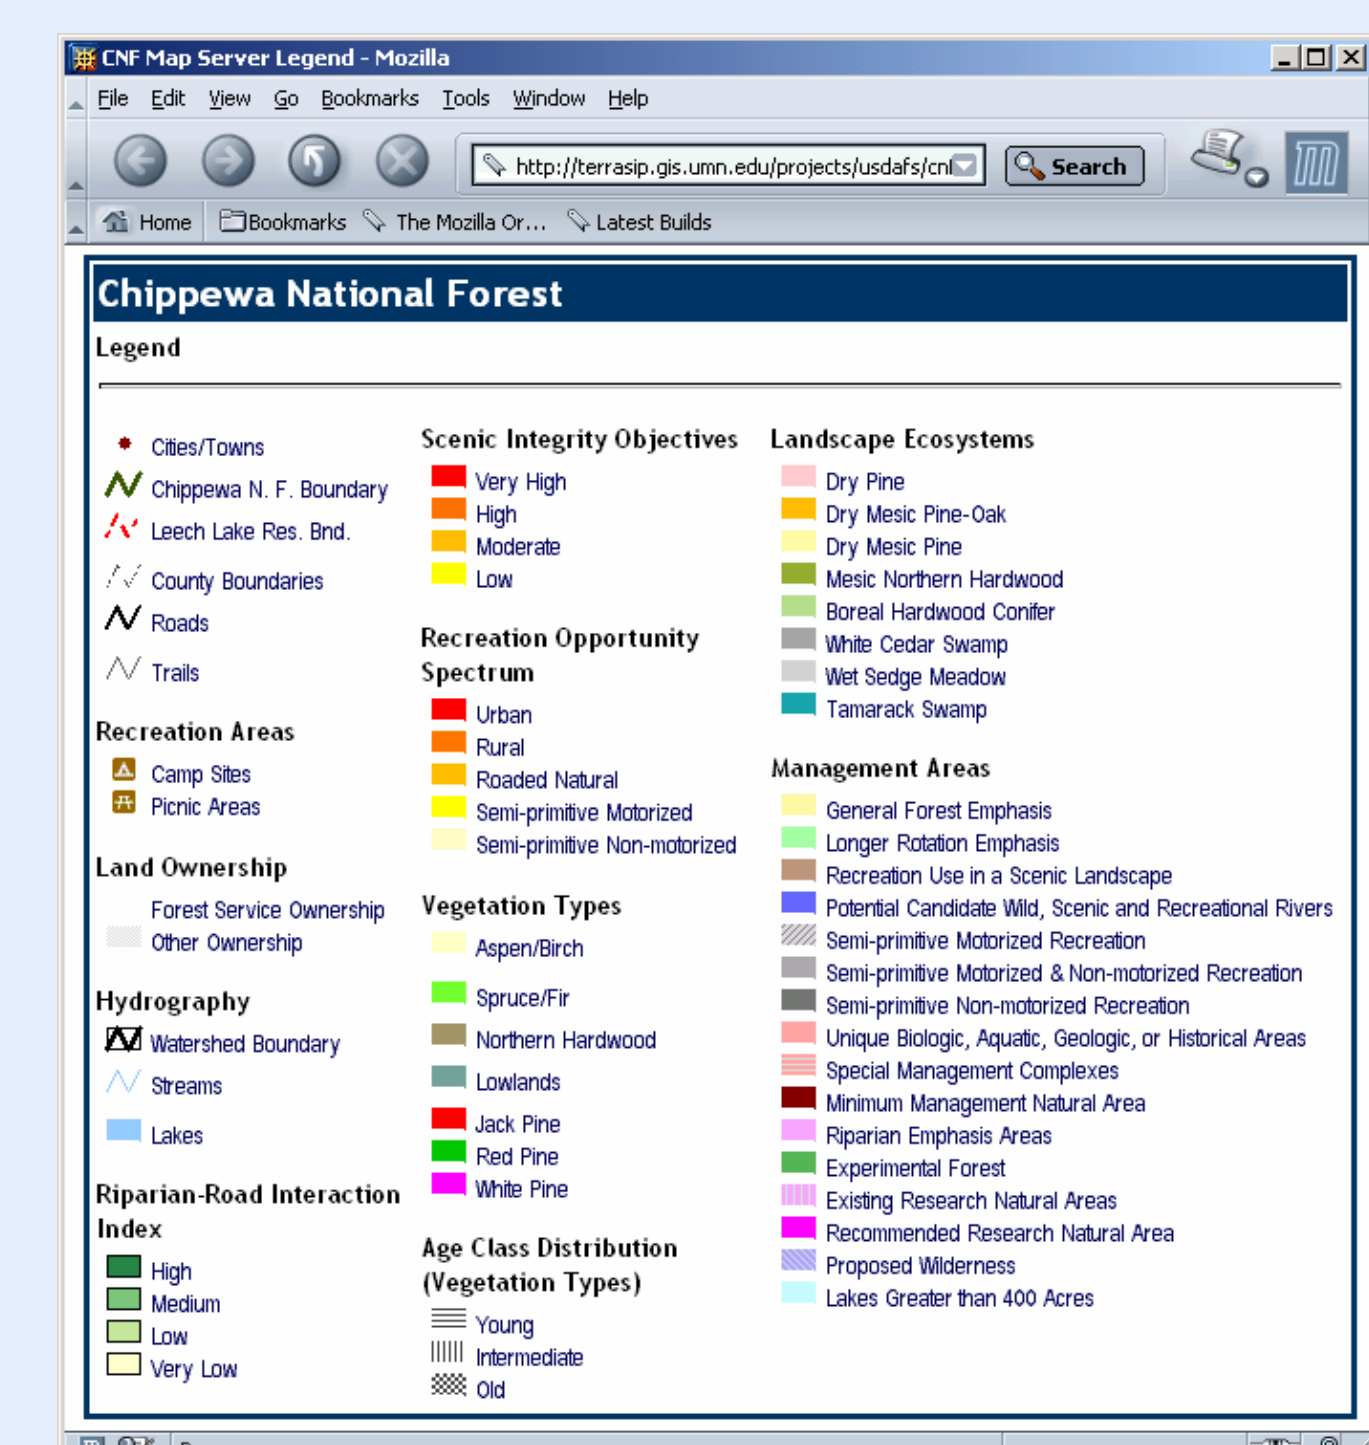 CNF Map Server Legend - Mozilla
File Edit View Go Bookmarks Tools Window Help
http://terrasip.gis.umn.edu/projects/usdafs/cnf
Search
Home Bookmarks The Mozilla Or... Latest Builds
Chippewa National Forest
Legend
Cities/Towns
Chippewa N. F. Boundary
Leech Lake Res. Bnd.
County Boundaries
Roads
Trails
Recreation Areas
Camp Sites
Picnic Areas
Land Ownership
Forest Service Ownership
Other Ownership
Hydrography
Watershed Boundary
Streams
Lakes
Riparian-Road Interaction
Index
High
Medium
Low
Very Low
Scenic Integrity Objectives
Very High
High
Moderate
Low
Recreation Opportunity
Spectrum
Urban
Rural
Roaded Natural
Semi-primitive Motorized
Semi-primitive Non-motorized
Vegetation Types
Aspen/Birch
Spruce/Fir
Northern Hardwood
Lowlands
Jack Pine
Red Pine
White Pine
Age Class Distribution
(Vegetation Types)
Young
Intermediate
Old
Landscape Ecosystems
Dry Pine
Dry Mesic Pine-Oak
Dry Mesic Pine
Mesic Northern Hardwood
Boreal Hardwood Conifer
White Cedar Swamp
Wet Sedge Meadow
Tamarack Swamp
Management Areas
General Forest Emphasis
Longer Rotation Emphasis
Recreation Use in a Scenic Landscape
Potential Candidate Wild, Scenic and Recreational Rivers
Semi-primitive Motorized Recreation
Semi-primitive Motorized & Non-motorized Recreation
Semi-primitive Non-motorized Recreation
Unique Biologic, Aquatic, Geologic, or Historical Areas
Special Management Complexes
Minimum Management Natural Area
Riparian Emphasis Areas
Experimental Forest
Existing Research Natural Areas
Recommended Research Natural Area
Proposed Wilderness
Lakes Greater than 400 Acres